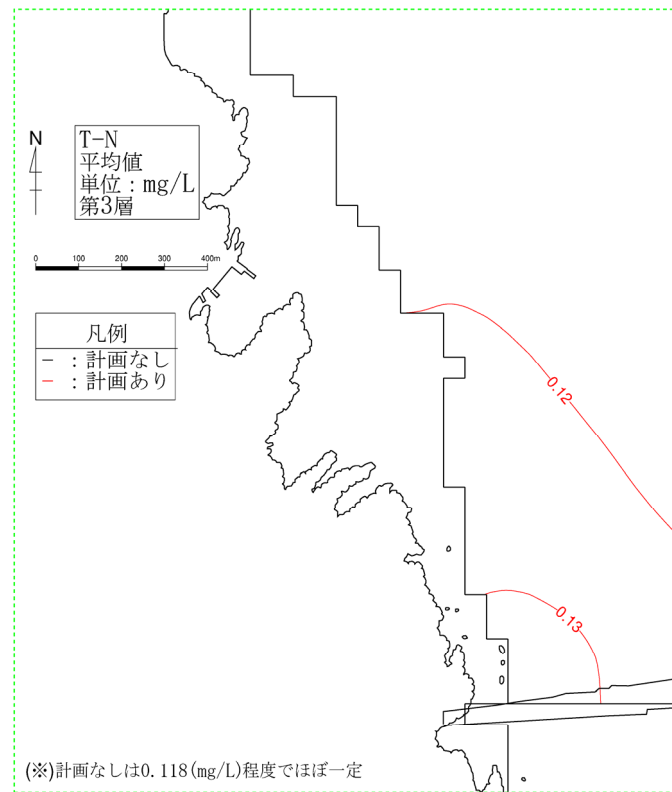 N
T-N
平均値
単位：mg/L
第3層
0 100 200 300 400m
凡例
－：計画なし
－：計画あり
0.12
0.13
(※)計画なしは0.118(mg/L)程度でほぼ一定